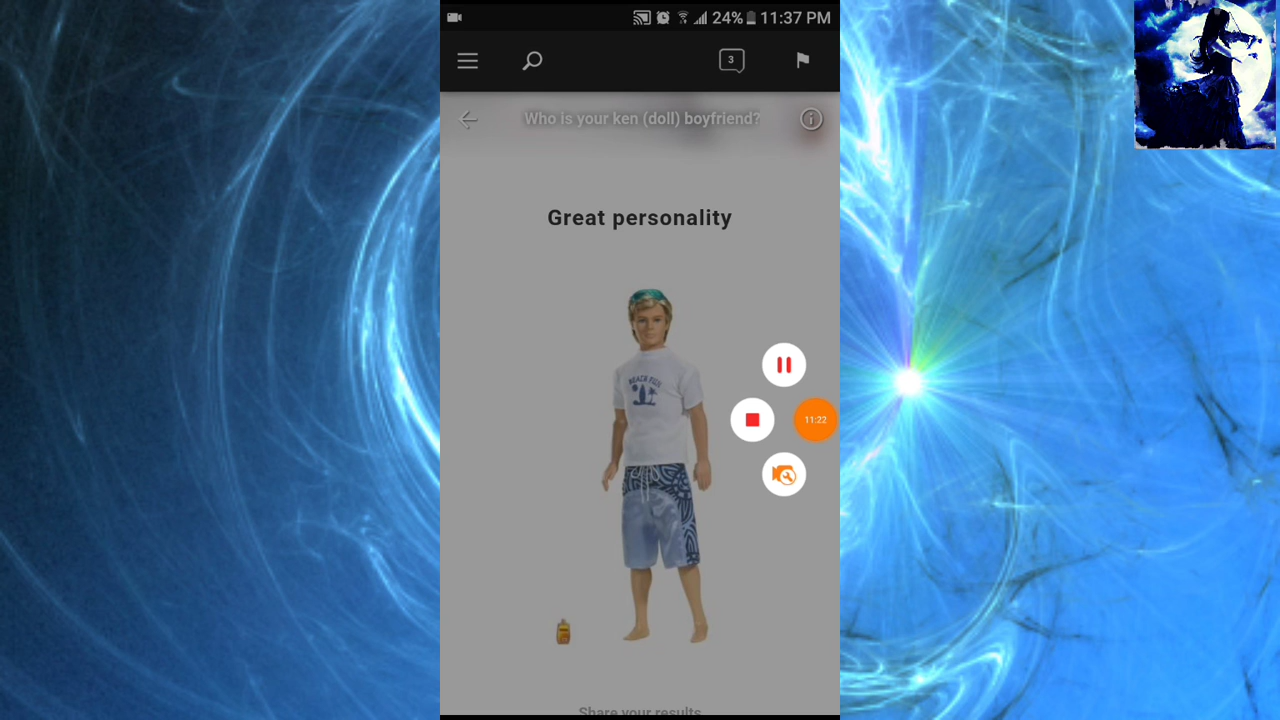 24% 11:37 PM
3
Who is your ken (doll) boyfriend?
Great personality
BEACH
11:22
Share your results